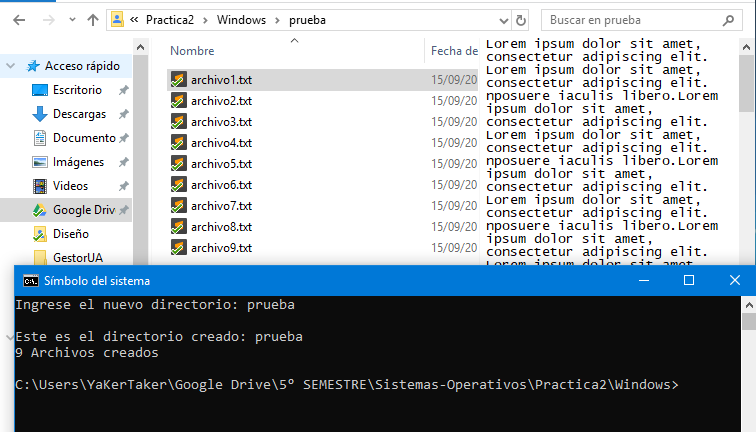 « Practica2 > Windows > prueba
Buscar en prueba
Nombre
Fecha de
Acceso rápido
Escritorio
Descargas
Documento
Imágenes
Videos
Google Driv
Diseño
GestorUA
archivo1.txt 15/09/20
archivo2.txt 15/09/20
archivo3.txt 15/09/20
archivo4.txt 15/09/20
archivo5.txt 15/09/20
archivo6.txt 15/09/20
archivo7.txt 15/09/20
archivo8.txt 15/09/20
archivo9.txt 15/09/20
Lorem ipsum dolor sit amet,
consectetur adipiscing elit.
Lorem ipsum dolor sit amet,
consectetur adipiscing elit.
nposuere iaculis libero.Lorem
ipsum dolor sit amet,
consectetur adipiscing elit.
Lorem ipsum dolor sit amet,
consectetur adipiscing elit.
nposuere iaculis libero.Lorem
ipsum dolor sit amet,
consectetur adipiscing elit.
Lorem ipsum dolor sit amet,
consectetur adipiscing elit.
nposuere iaculis libero.Lorem
ipsum dolor sit amet,
consectetur adipiscing elit.
Lorem ipsum dolor sit amet,
C:\.
Símbolo del sistema
Ingrese el nuevo directorio: prueba
Este es el directorio creado: prueba
9 Archivos creados
C:\Users\YaKerTaker\Google Drive\5° SEMESTRE\Sistemas-Operativos\Practica2\Windows>